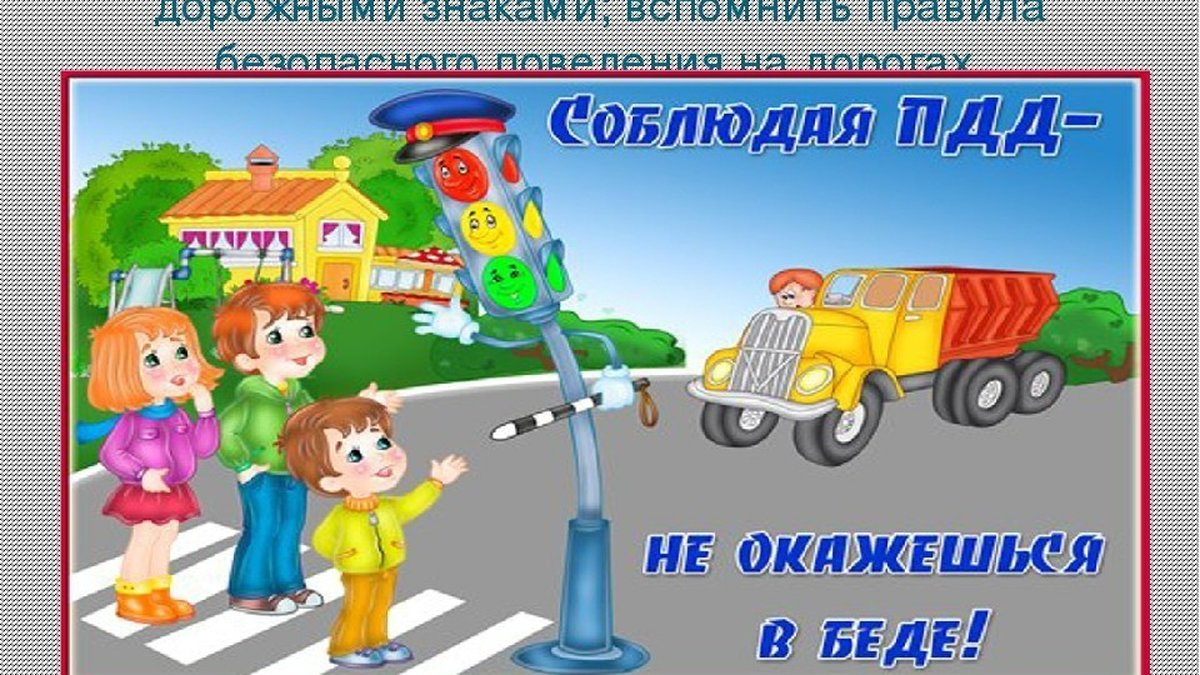 дорожными знаками; вспомнить правила
безопасного поведения на дорогах
Соблюдая ПДД-
не окажешься
в беде!